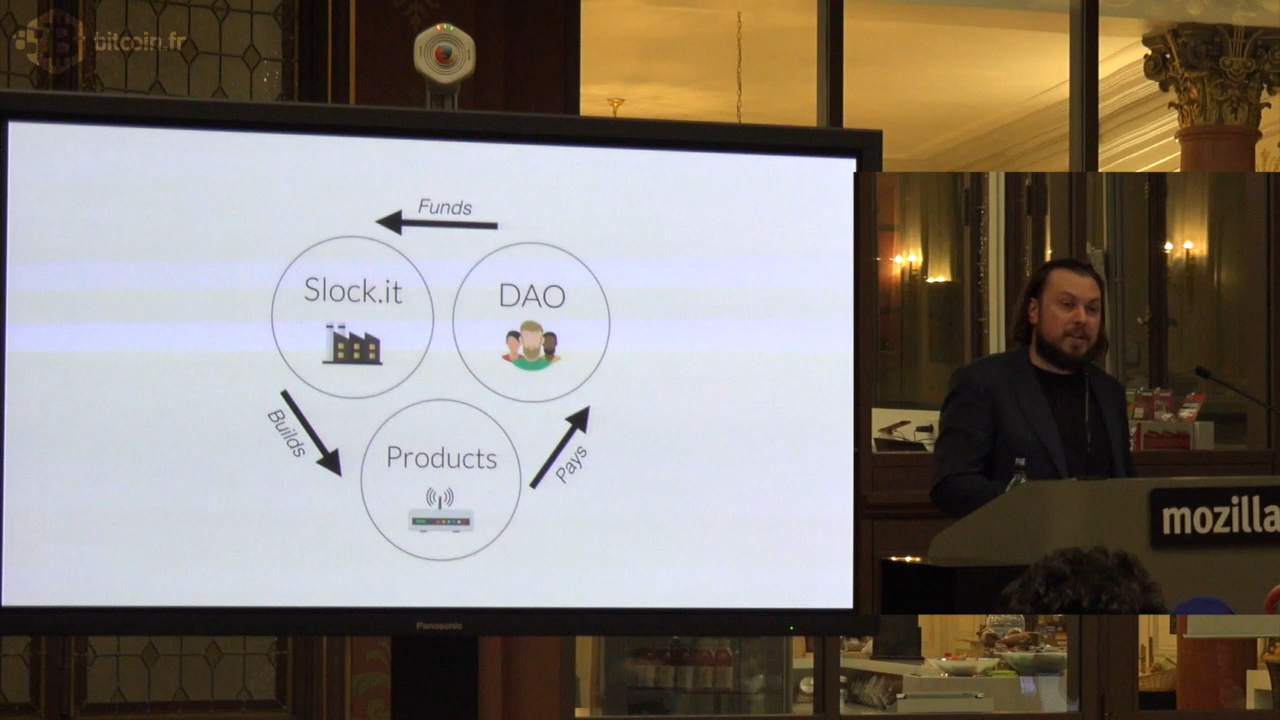 bitcoin.fr
Funds
Slock.it
DAO
Builds
Products
Pays
mozilla
Panasonic